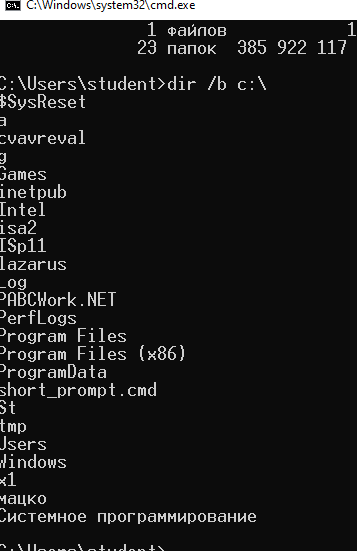 C:\Windows\system32\cmd.exe
1 файлов 1
23 папок 385 922 117
C:\Users\student>dir /b c:\
$SysReset
a
cvavreval
g
Games
inetpub
Intel
isa2
ISp11
lazarus
Log
PABCWork.NET
PerfLogs
Program Files
Program Files (x86)
ProgramData
short_prompt.cmd
St
tmp
Users
Windows
x1
мацко
Системное программирование
C:\Users\student>